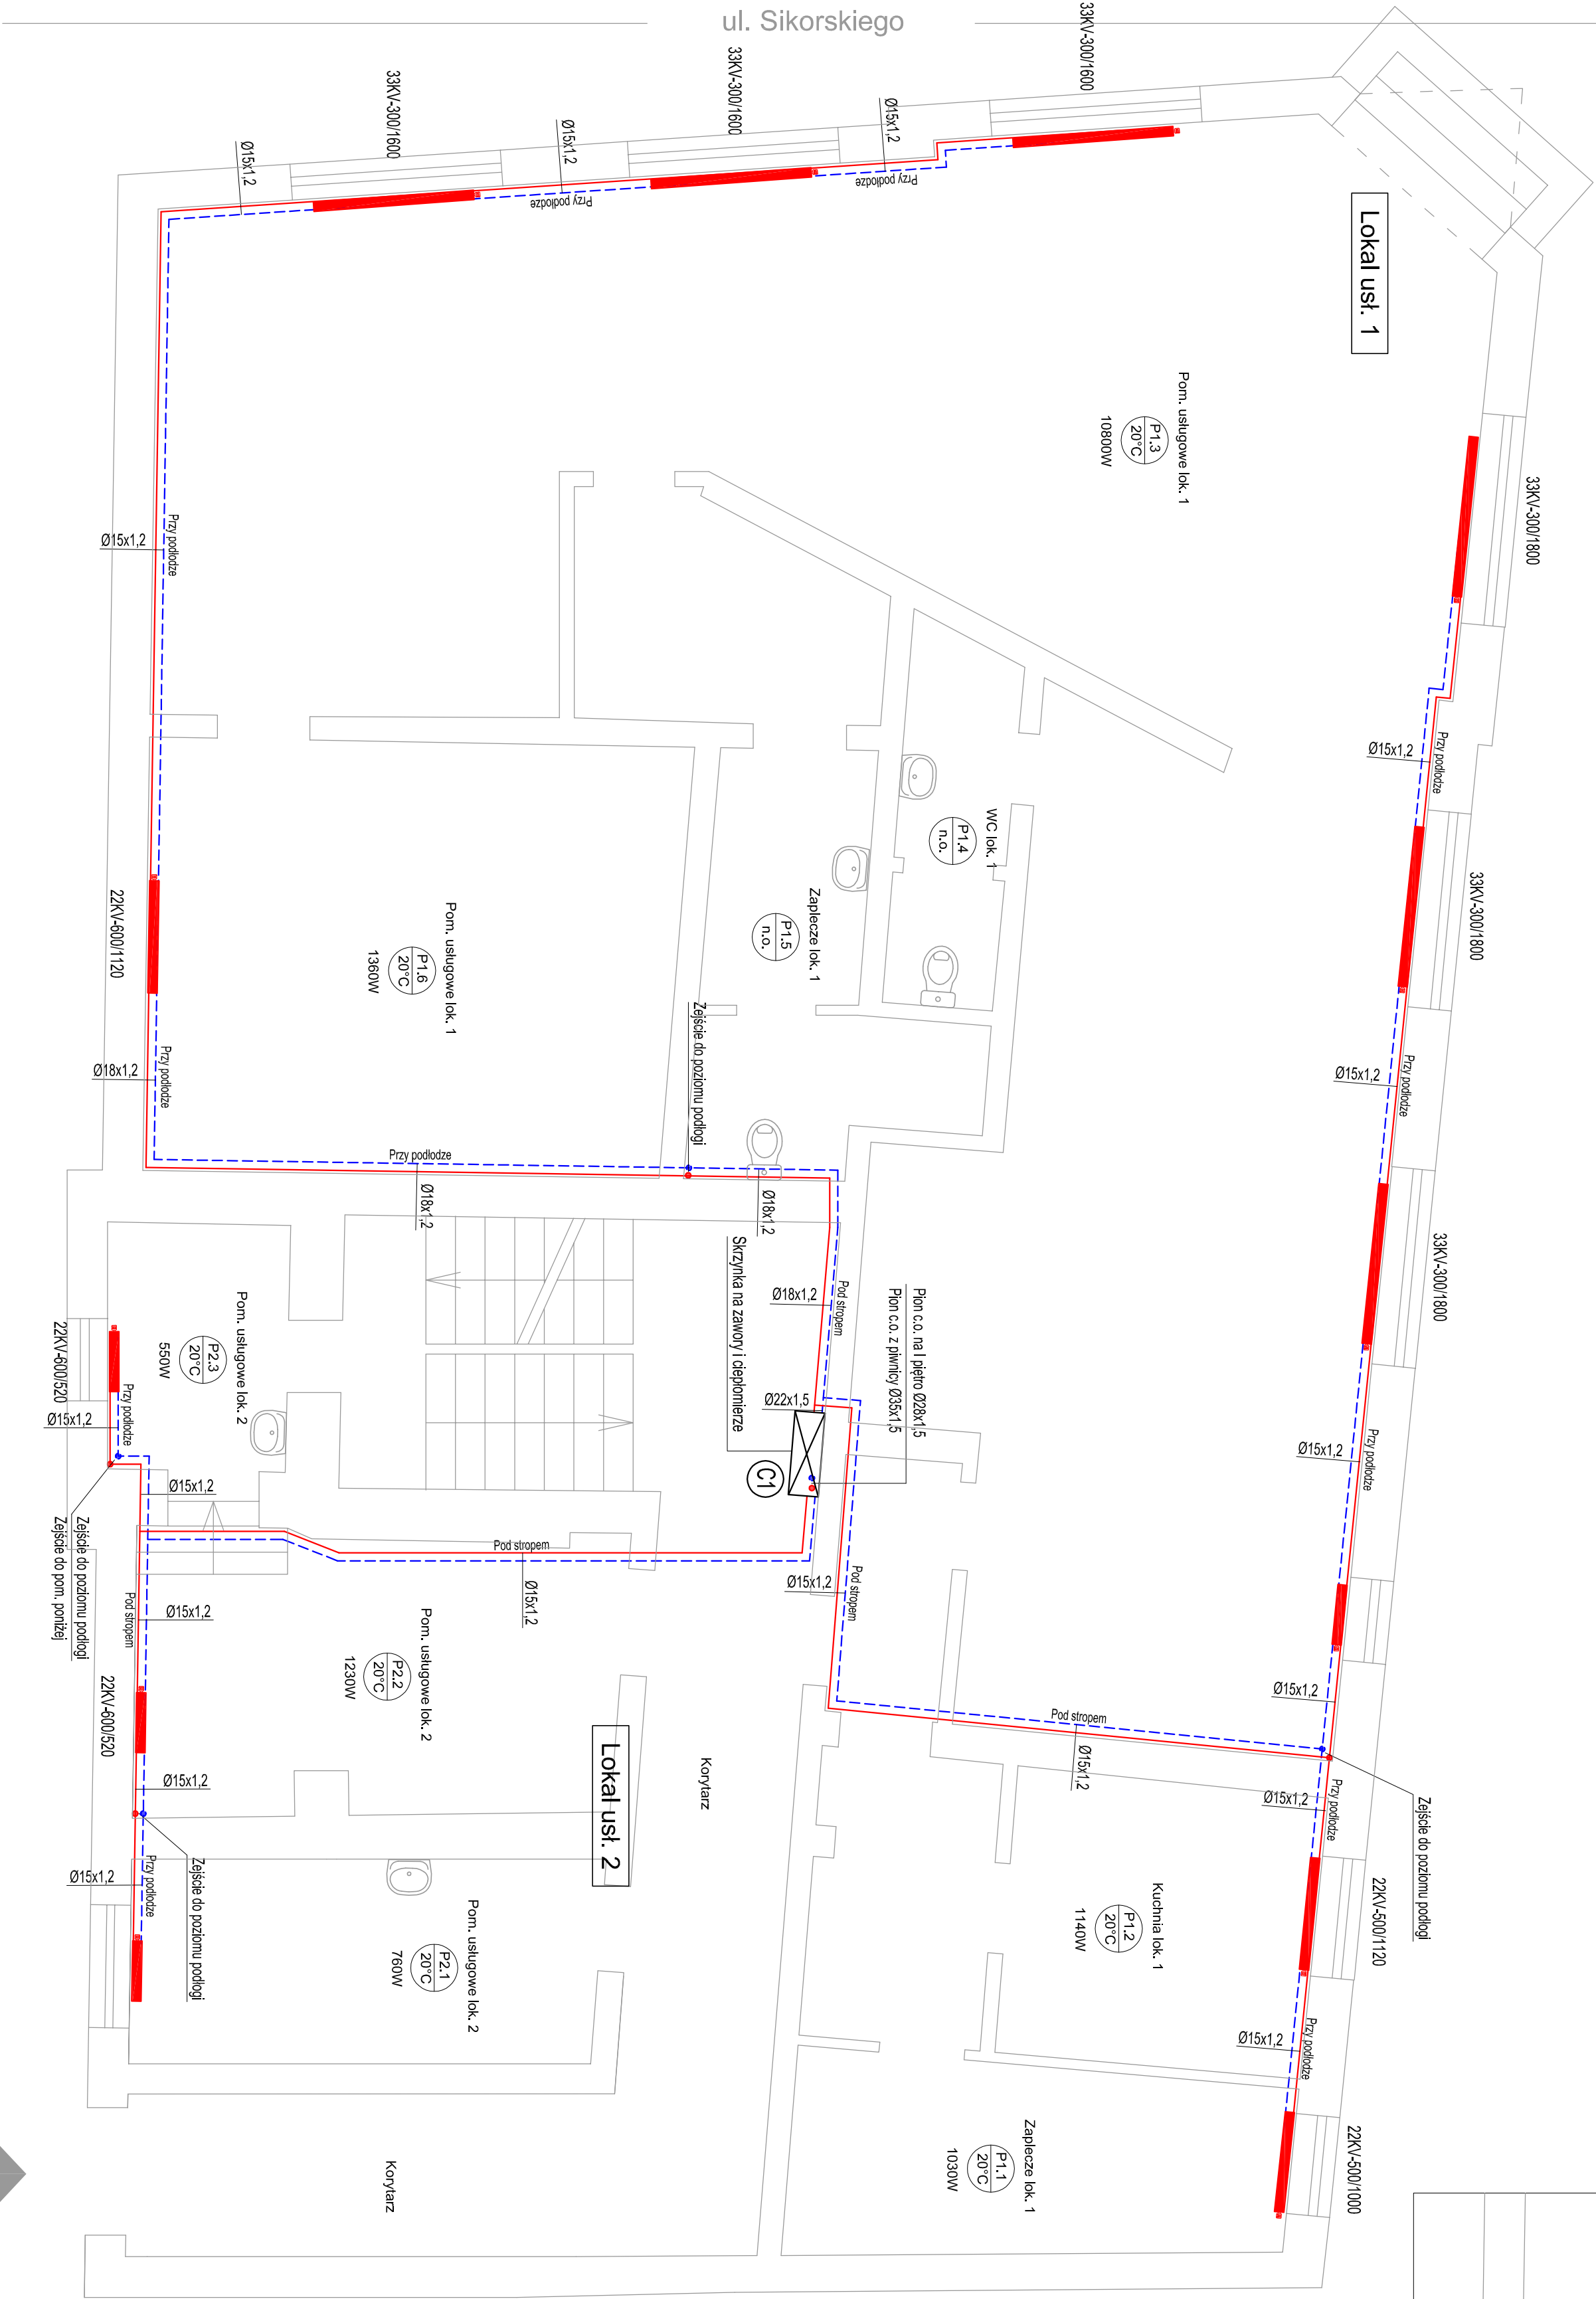 ul. Sikorskiego
33KV-300/1600
33KV-300/1600
33KV-300/1600
Ø15x1,2
Ø15x1,2
Ø15x1,2
Przy podłodze
Przy podłodze
Lokal usł. 1
Pom. usługowe lok. 1
P1.3
20°C
10800W
33KV-300/1800
Przy podłodze
Ø15x1,2
Ø15x1,2
Przy podłodze
33KV-300/1800
WC lok. 1
P1.4
n.o.
Zaplecze lok. 1
P1.5
n.o.
Pom. usługowe lok. 1
P1.6
20°C
1360W
22KV-600/1120
Zejście do poziomu podłogi
Przy podłodze
Ø18x1,2
Przy podłodze
Ø15x1,2
Przy podłodze
Ø18x1,2
Ø18x1,2
33KV-300/1800
Skrzynka na zawory i ciepłomierze
Pion c.o. na I piętro Ø28x1,5
Pion c.o. z piwnicy Ø35x1,5
Pod stropem
Ø18x1,2
Ø22x1,5
C1
Pom. usługowe lok. 2
P2.3
20°C
550W
22KV-600/520
Przy podłodze
Ø15x1,2
Ø15x1,2
Przy podłodze
Ø15x1,2
Zejście do poziomu podłogi
Zejście do pom. poniżej
Pod stropem
Ø15x1,2
Pod stropem
Ø15x1,2
Pod stropem
Ø15x1,2
Pom. usługowe lok. 2
P2.2
20°C
1230W
22KV-600/520
Ø15x1,2
Pod stropem
Ø15x1,2
Lokal usł. 2
Korytarz
Ø15x1,2
Przy podłodze
Ø15x1,2
Zejście do poziomu podłogi
Przy podłodze
Ø15x1,2
Zejście do poziomu podłogi
Pom. usługowe lok. 2
P2.1
20°C
760W
Kuchnia lok. 1
P1.2
20°C
1140W
22KV-500/1120
Przy podłodze
Ø15x1,2
Zaplecze lok. 1
P1.1
20°C
1030W
22KV-500/1000
Korytarz